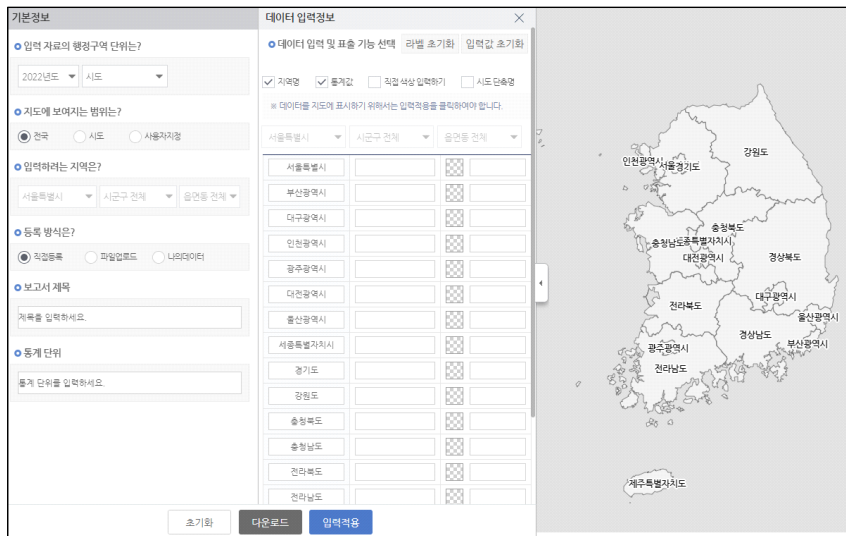 기본정보
입력 자료의 행정구역 단위는?
2022년도 시도
지도에 보여지는 범위는?
전국 시도 사용자지정
입력하려는 지역은?
서울특별시 시군구 전체 읍면동 전체
등록 방식은?
직접등록 파일업로드 나의데이터
보고서 제목
제목을 입력하세요.
통계 단위
통계 단위를 입력하세요.
데이터 입력정보
데이터 입력 및 표출 기능 선택 라벨 초기화 입력값 초기화
지역명 통계값 직접 색상 입력하기 시도 단축명
※ 데이터를 지도에 표시하기 위해서는 입력적용을 클릭하여야 합니다.
서울특별시 시군구 전체 읍면동 전체
서울특별시
부산광역시
대구광역시
인천광역시
광주광역시
대전광역시
울산광역시
세종특별자치시
경기도
강원도
충청북도
충청남도
전라북도
전라남도
초기화 다운로드 입력적용
강원도
인천광역시 서울 경기도
충청북도
충청남도 종특별자치시
대전광역시 경상북도
대구광역시
전라북도
울산광역시
경상남도
부산광역시
광주광역시
전라남도
제주특별자치도